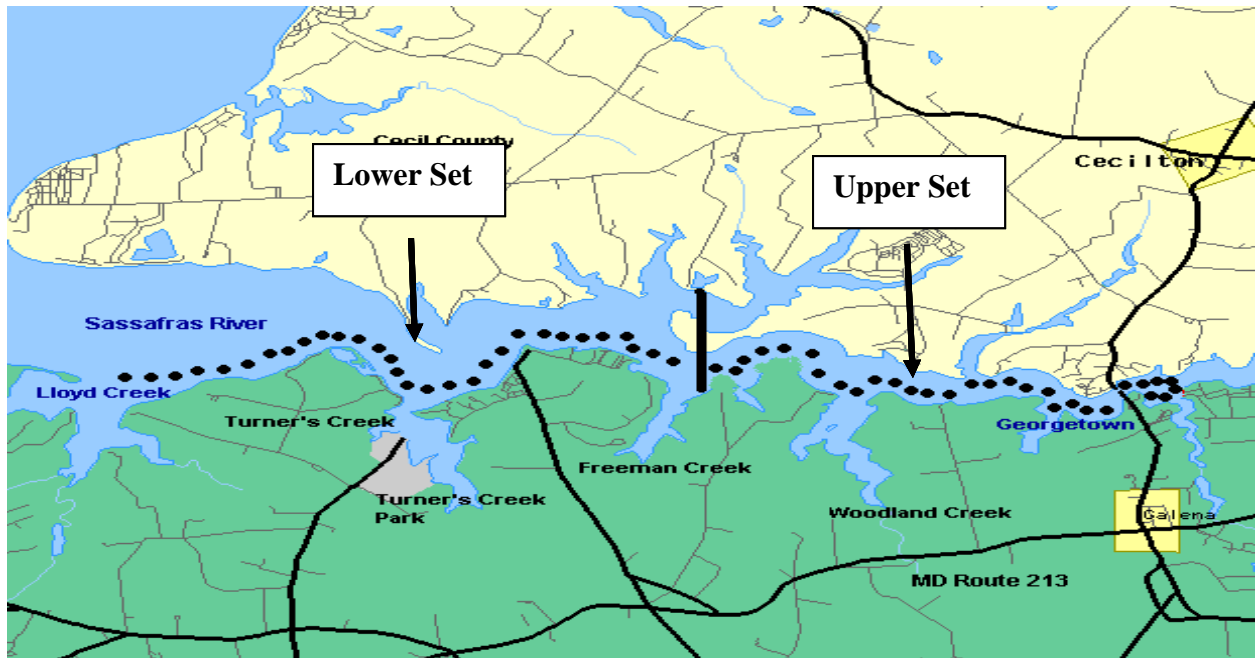 Cecil County
Lower Set
Upper Set
Cecilton
Sassafras River
Lloyd Creek
Turner's Creek
Georgetown
Freeman Creek
Turner's Creek
Park
Woodland Creek
Galena
MD Route 213